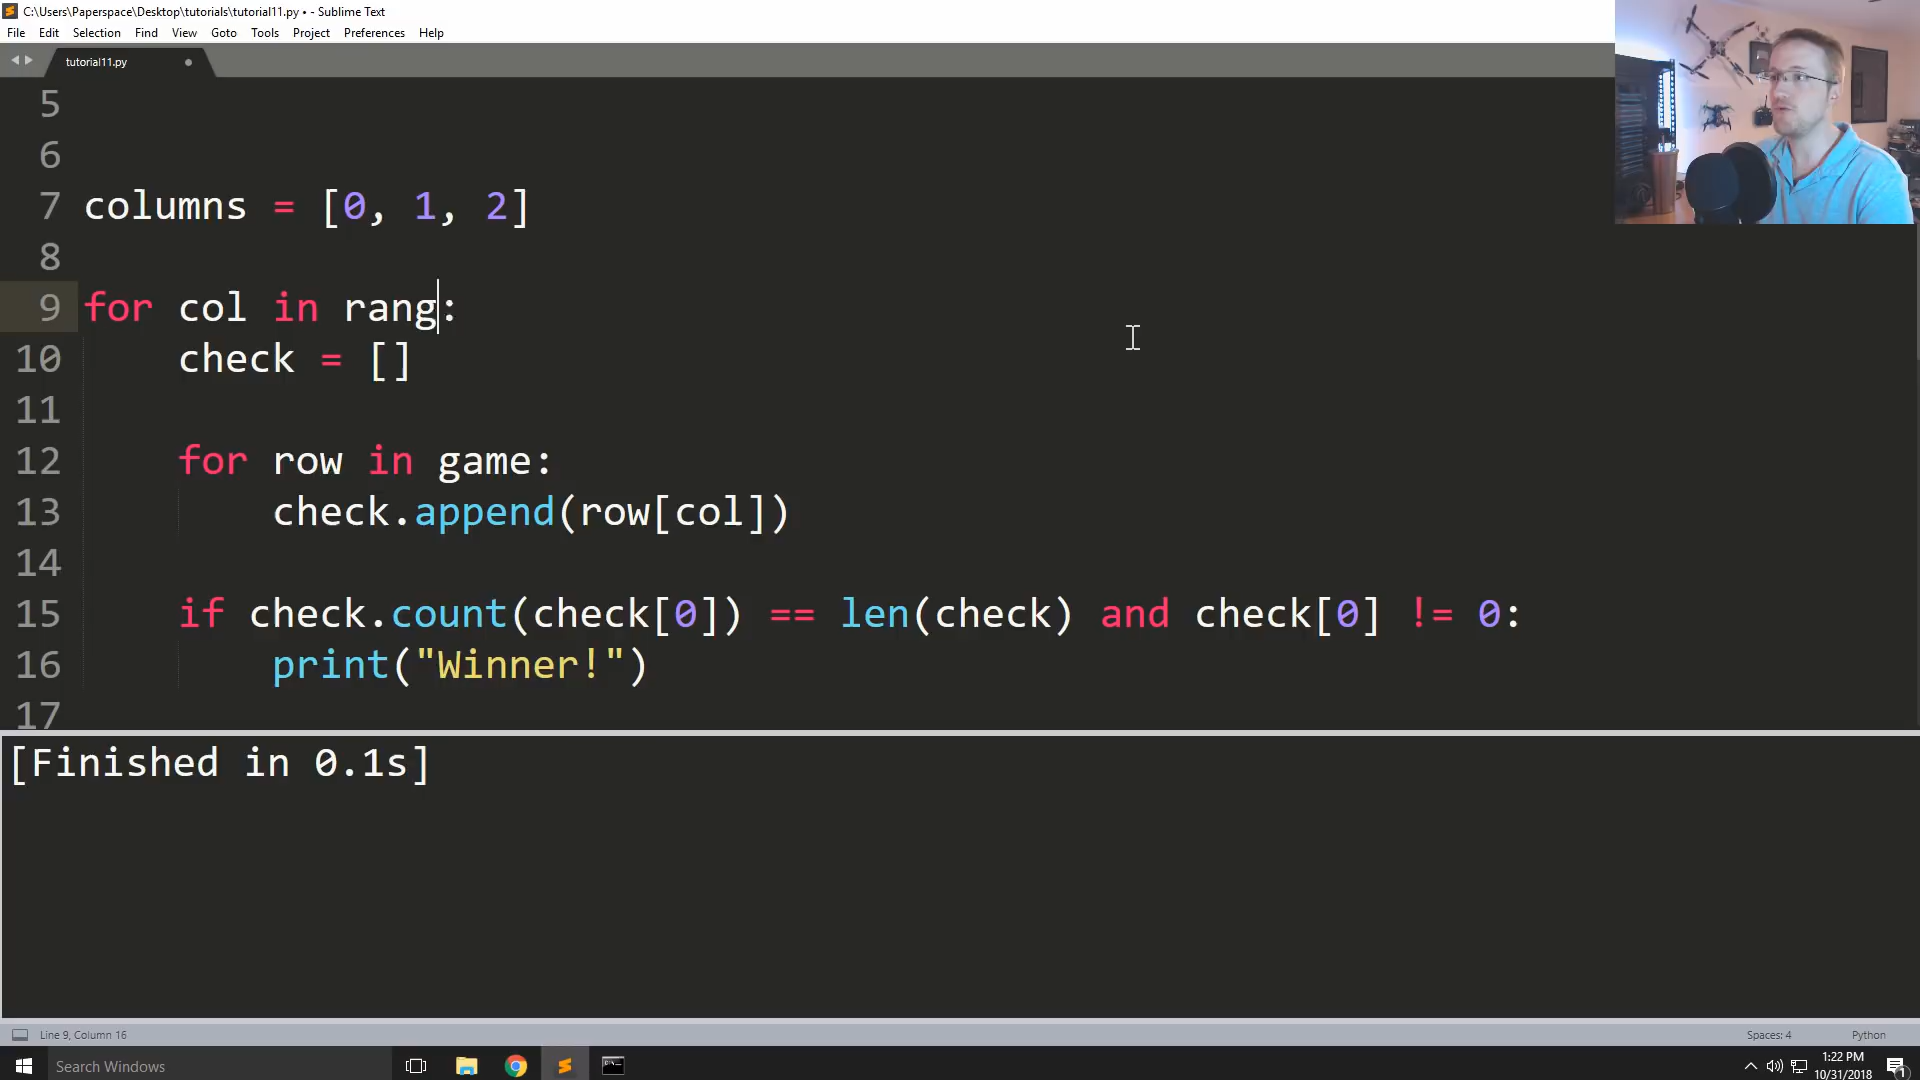 C:\Users\Paperspace\Desktop\tutorials\tutorial11.py • - Sublime Text
File Edit Selection Find View Goto Tools Project Preferences Help
tutorial11.py
5
6
7 columns = [0, 1, 2]
8
9 for col in rang:
10 check = []
11
12 for row in game:
13 check.append(row[col])
14
15 if check.count(check[0]) == len(check) and check[0] != 0:
16 print("Winner!")
17
[Finished in 0.1s]
Line 9, Column 16 Spaces: 4 Python
Search Windows
1:22 PM
10/31/2018
1